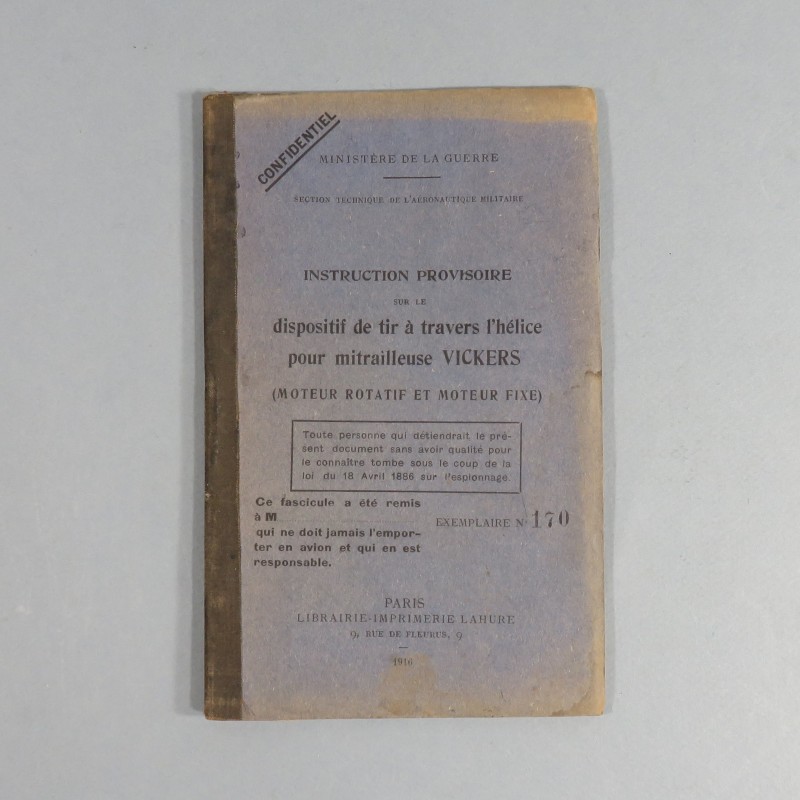 CONFIDENTIEL
MINISTÈRE DE LA GUERRE
SECTION TECHNIQUE DE L'AÉRONAUTIQUE MILITAIRE
INSTRUCTION PROVISOIRE
SUR LE
dispositif de tir à travers l'hélice
pour mitrailleuse VICKERS
(MOTEUR ROTATIF ET MOTEUR FIXE)
Toute personne qui détiendrait le pré-
sent document sans avoir qualité pour
le connaître tombe sous le coup de la
loi du 18 Avril 1886 sur l'espionnage.
Ce fascicule a été remis
à M
qui ne doit jamais l'empor-
ter en avion et qui en est
responsable.
EXEMPLAIRE N° 170
PARIS
LIBRAIRIE-IMPRIMERIE LAHURE
9, RUE DE FLEURUS, 9
1916